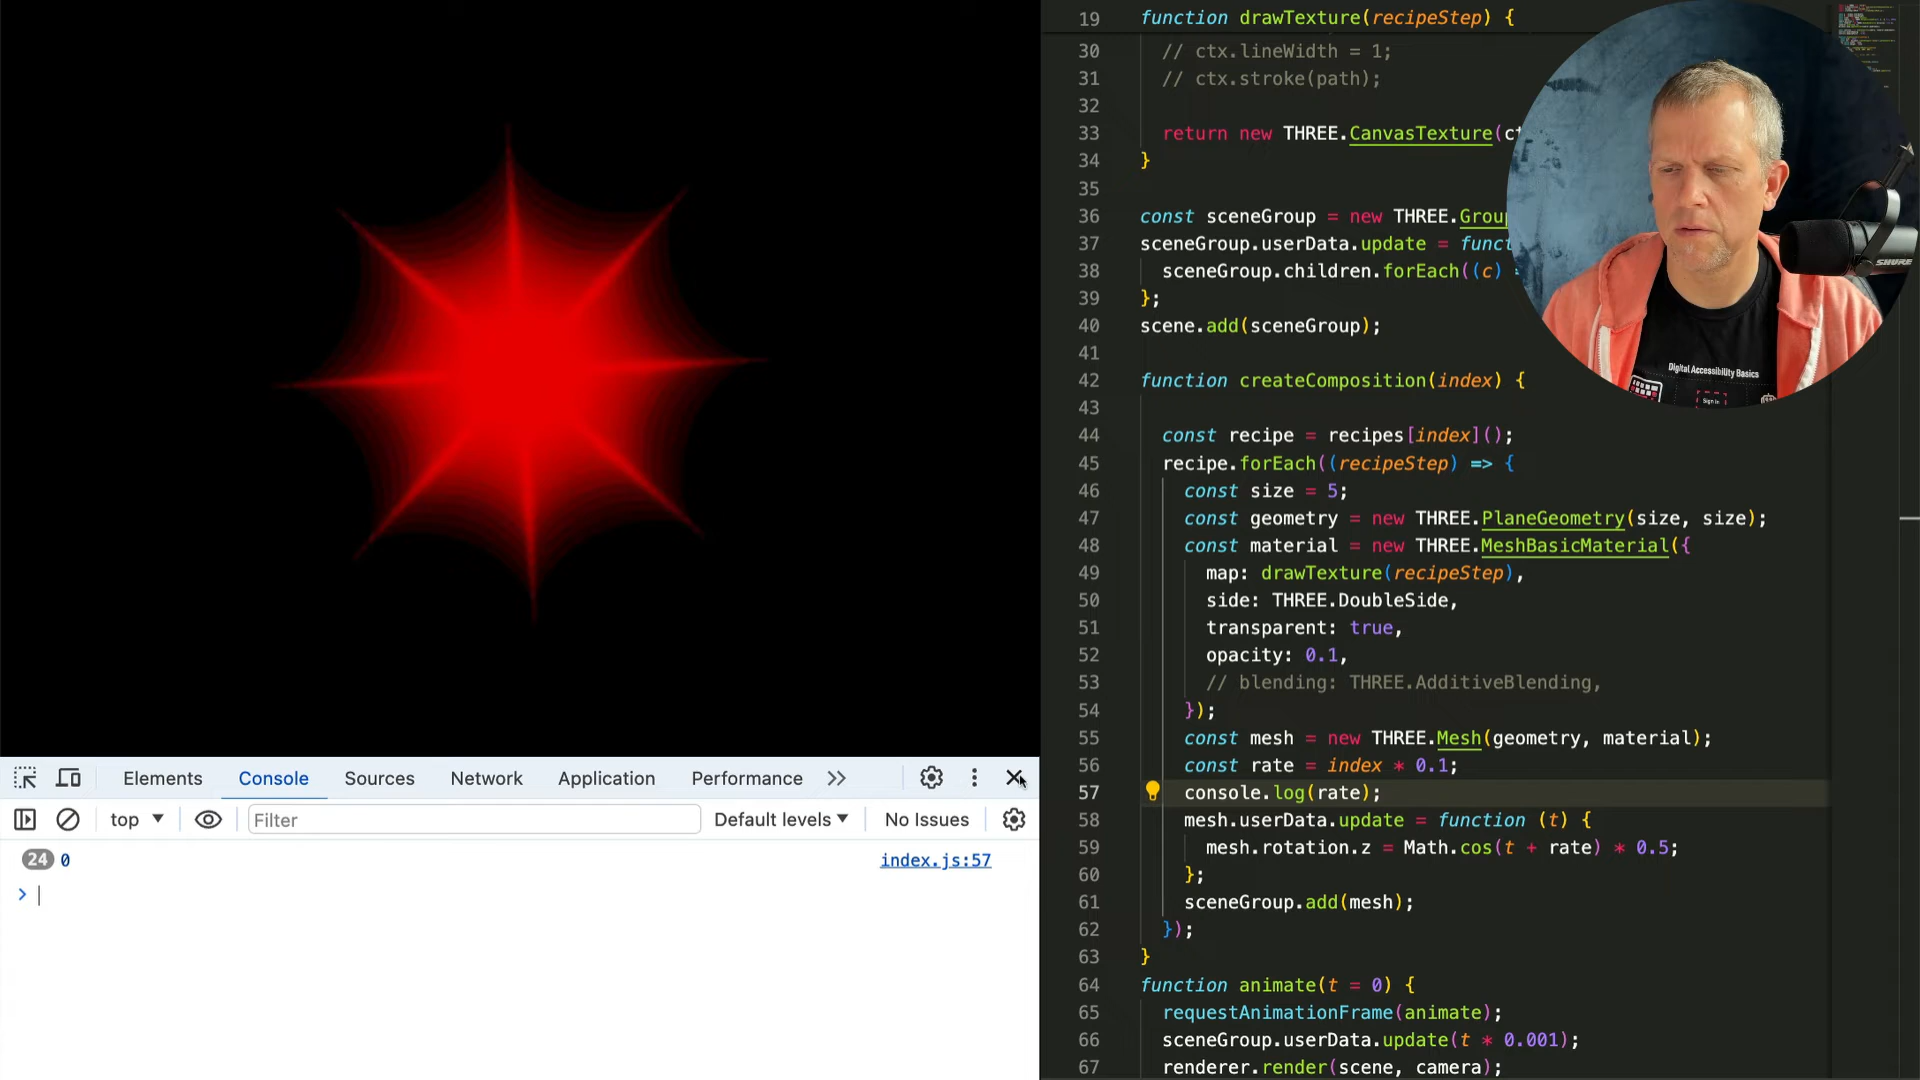 Elements Console Sources Network Application Performance
top Filter Default levels No Issues
24 0 index.js:57
>
19 function drawTexture(recipeStep) {
30 // ctx.lineWidth = 1;
31 // ctx.stroke(path);
32
33 return new THREE.CanvasTexture(
34 }
35
36 const sceneGroup = new THREE.Group
37 sceneGroup.userData.update = func
38 sceneGroup.children.forEach((c)
39 };
40 scene.add(sceneGroup);
41
42 function createComposition(index) {
43
44 const recipe = recipes[index]();
45 recipe.forEach((recipeStep) => {
46 const size = 5;
47 const geometry = new THREE.PlaneGeometry(size, size);
48 const material = new THREE.MeshBasicMaterial({
49 map: drawTexture(recipeStep),
50 side: THREE.DoubleSide,
51 transparent: true,
52 opacity: 0.1,
53 // blending: THREE.AdditiveBlending,
54 });
55 const mesh = new THREE.Mesh(geometry, material);
56 const rate = index * 0.1;
57 console.log(rate);
58 mesh.userData.update = function (t) {
59 mesh.rotation.z = Math.cos(t + rate) * 0.5;
60 };
61 sceneGroup.add(mesh);
62 });
63 }
64 function animate(t = 0) {
65 requestAnimationFrame(animate);
66 sceneGroup.userData.update(t * 0.001);
67 renderer.render(scene, camera);
SHURE
Digital Accessibility Basics
Sign in